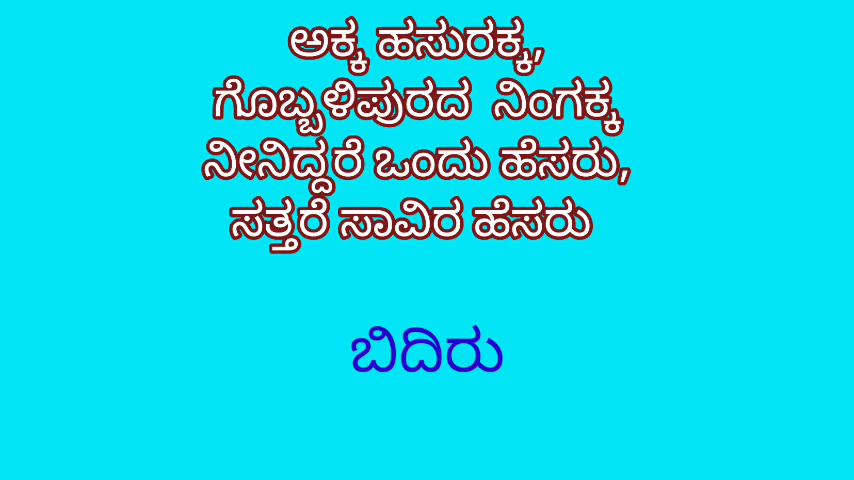 ಅಕ್ಕ ಹಸುರಕ್ಕ,
ಗೊಬ್ಬಳಿಪುರದ ನಿಂಗಕ್ಕ
ನೀನಿದ್ದರೆ ಒಂದು ಹೆಸರು,
ಸತ್ತರೆ ಸಾವಿರ ಹೆಸರು
ಬಿದಿರು